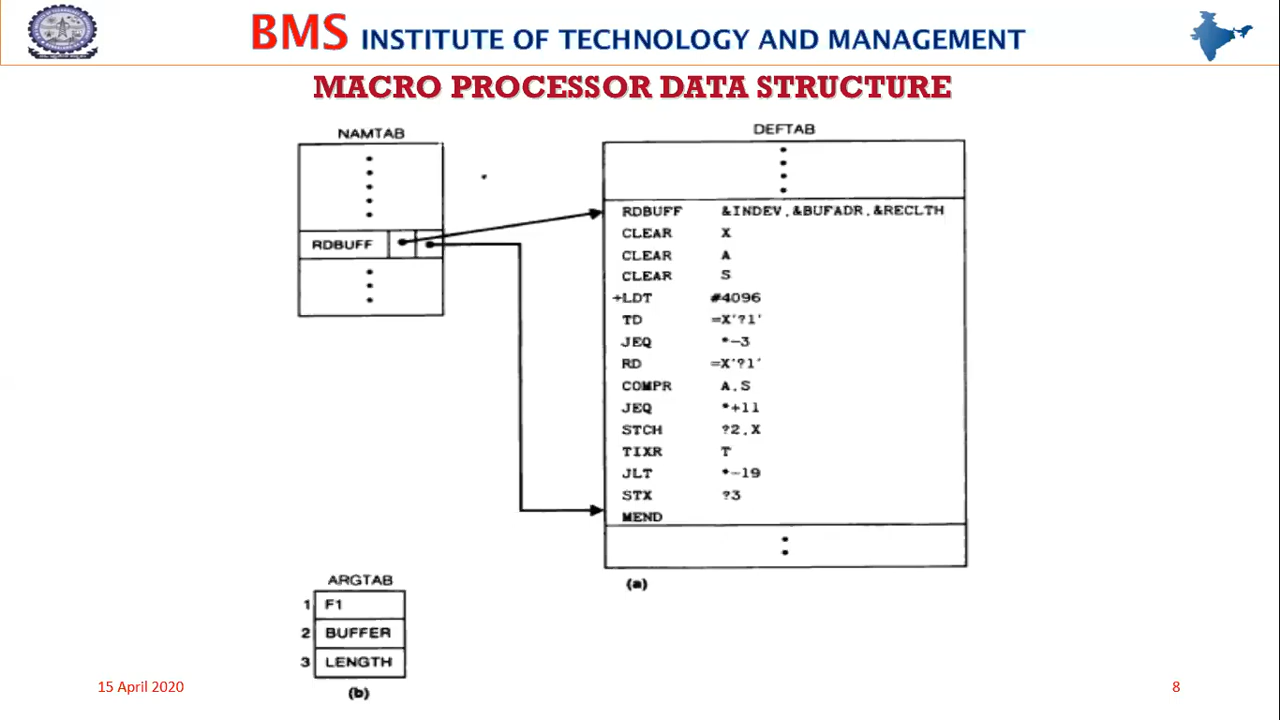 BMS INSTITUTE OF TECHNOLOGY AND MANAGEMENT
MACRO PROCESSOR DATA STRUCTURE
NAMTAB
RDBUFF
DEFTAB
RDBUFF &INDEV,&BUFADR,&RECLTH
CLEAR X
CLEAR A
CLEAR S
+LDT #4096
TD =X'?1'
JEQ *-3
RD =X'?1'
COMPR A,S
JEQ *+11
STCH ?2,X
TIXR T
JLT *-19
STX ?3
MEND
(a)
ARGTAB
1 F1
2 BUFFER
3 LENGTH
(b)
15 April 2020
8